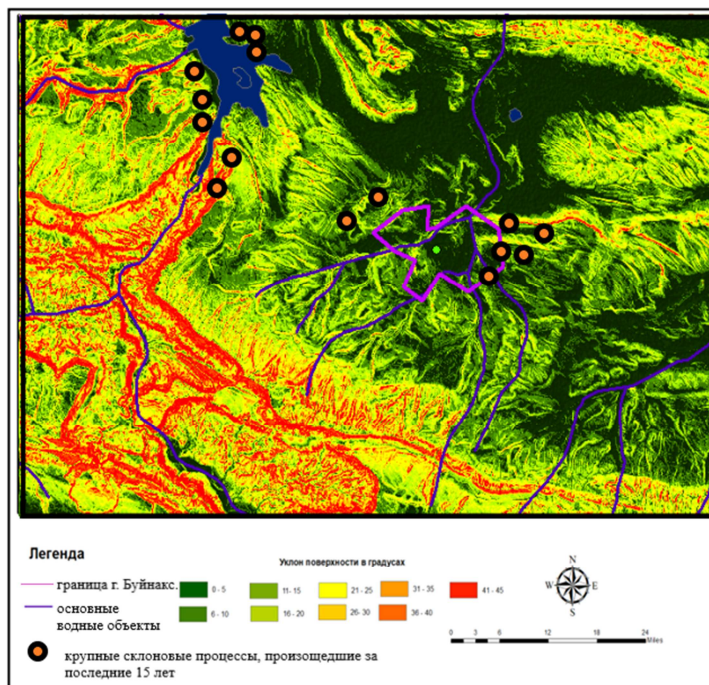 Легенда
граница г. Буйнакс.
основные
водные объекты
крупные склоновые процессы, произощедшие за
последние 15 лет
Уклон поверхности в градусах
0 - 5
11- 15
21 - 25
31 - 35
41 - 45
6 - 10
16 - 20
26- 30
36 - 40
N
W E
S
0 3 6 12 18 24
Miles